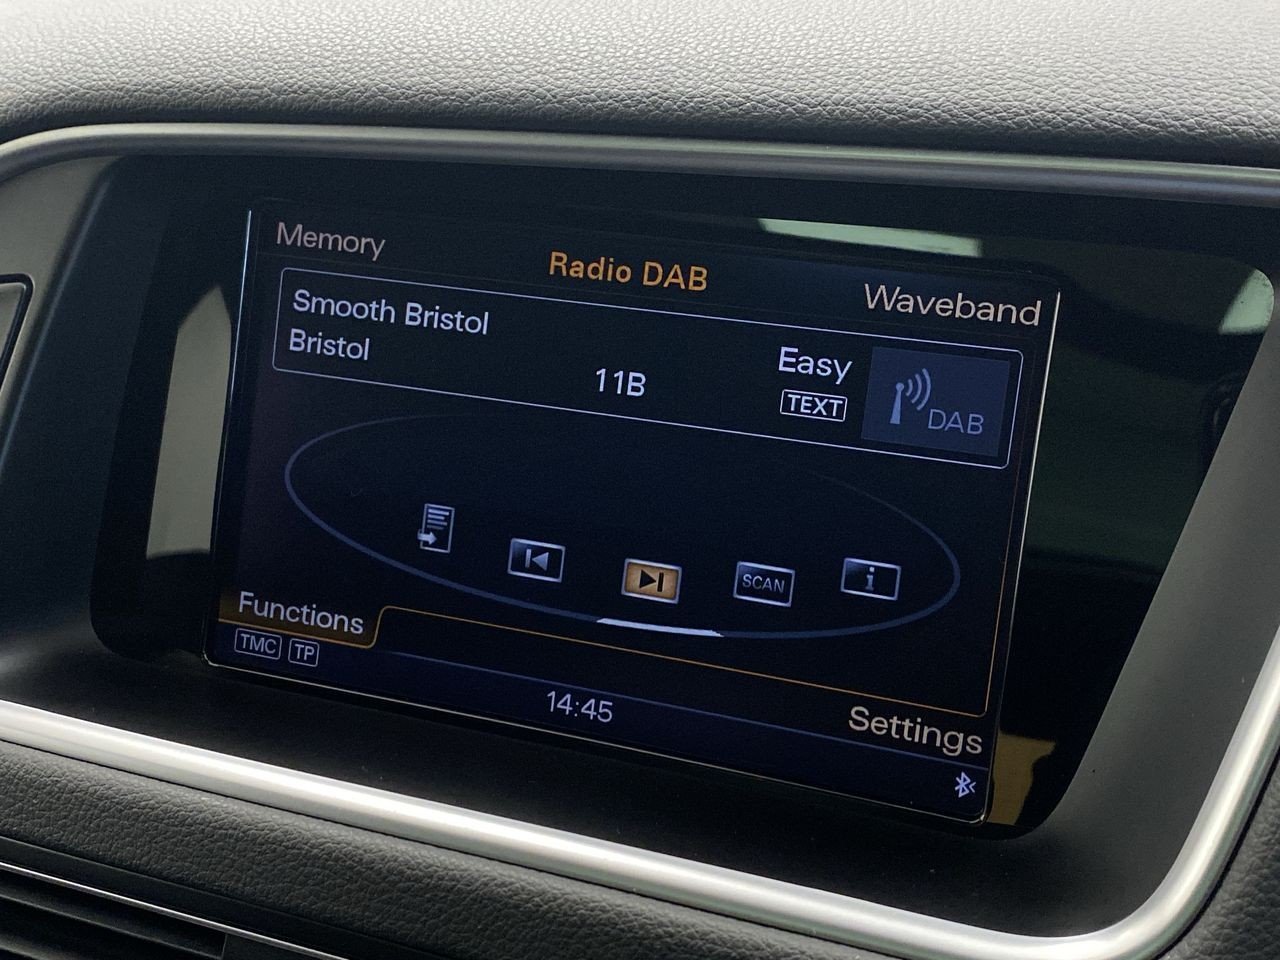 Memory
Radio DAB
Waveband
Smooth Bristol
Bristol
11B
Easy
TEXT
DAB
SCAN
i
Functions
TMC TP
14:45
Settings